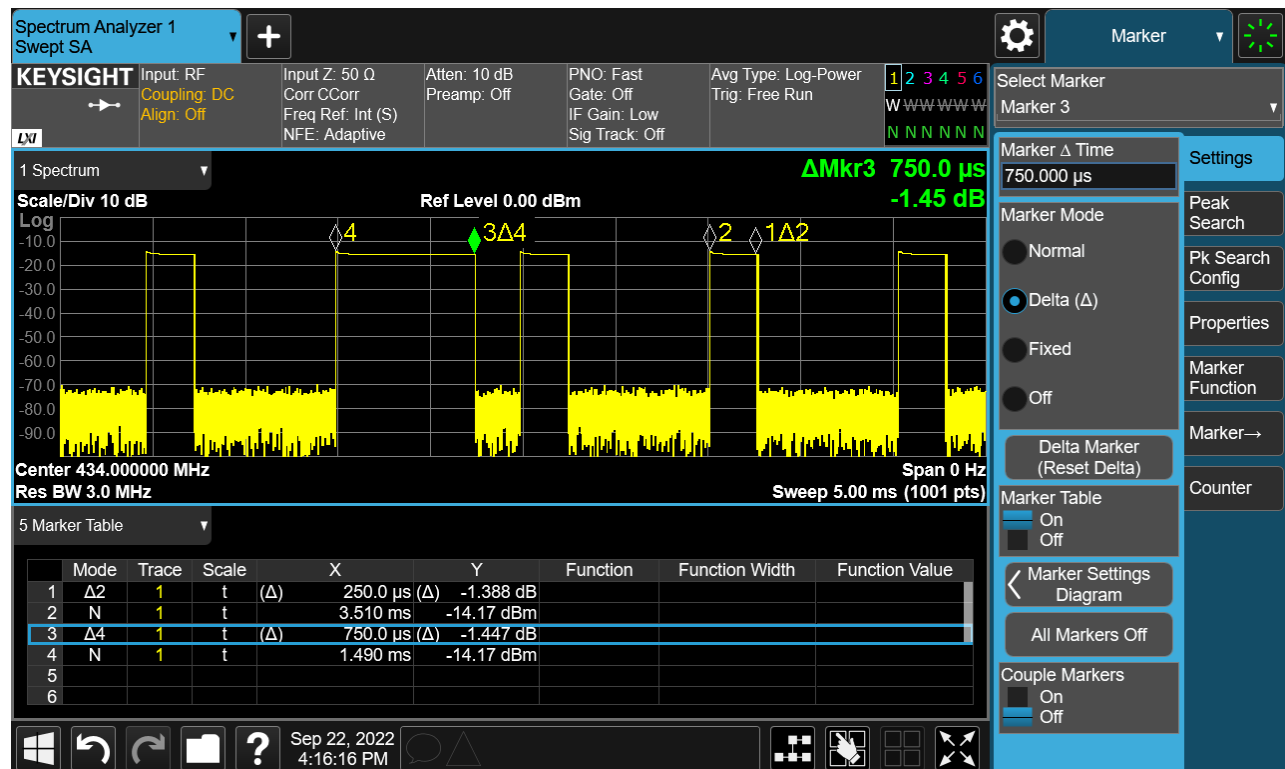 Spectrum Analyzer 1
Swept SA
+
Marker
KEYSIGHT
LXI
Input: RF
Coupling: DC
Align: Off
Input Z: 50 Ω
Corr CCorr
Freq Ref: Int (S)
NFE: Adaptive
Atten: 10 dB
Preamp: Off
PNO: Fast
Gate: Off
IF Gain: Low
Sig Track: Off
Avg Type: Log-Power
Trig: Free Run
1 2 3 4 5 6
W W W W W W
N N N N N N
Select Marker
Marker 3
1 Spectrum
ΔMkr3 750.0 µs
-1.45 dB
Scale/Div 10 dB
Ref Level 0.00 dBm
Log
-10.0
-20.0
-30.0
-40.0
-50.0
-60.0
-70.0
-80.0
-90.0
4
3Δ4
2
1Δ2
Center 434.000000 MHz
Span 0 Hz
Res BW 3.0 MHz
Sweep 5.00 ms (1001 pts)
5 Marker Table
Mode Trace Scale X Y Function Function Width Function Value
1 Δ2 1 t (Δ) 250.0 µs (Δ) -1.388 dB
2 N 1 t 3.510 ms -14.17 dBm
3 Δ4 1 t (Δ) 750.0 µs (Δ) -1.447 dB
4 N 1 t 1.490 ms -14.17 dBm
5
6
Marker Δ Time
750.000 µs
Marker Mode
Normal
Delta (Δ)
Fixed
Off
Delta Marker
(Reset Delta)
Marker Table
On
Off
Marker Settings
Diagram
All Markers Off
Couple Markers
On
Off
Settings
Peak
Search
Pk Search
Config
Properties
Marker
Function
Marker→
Counter
?
Sep 22, 2022
4:16:16 PM